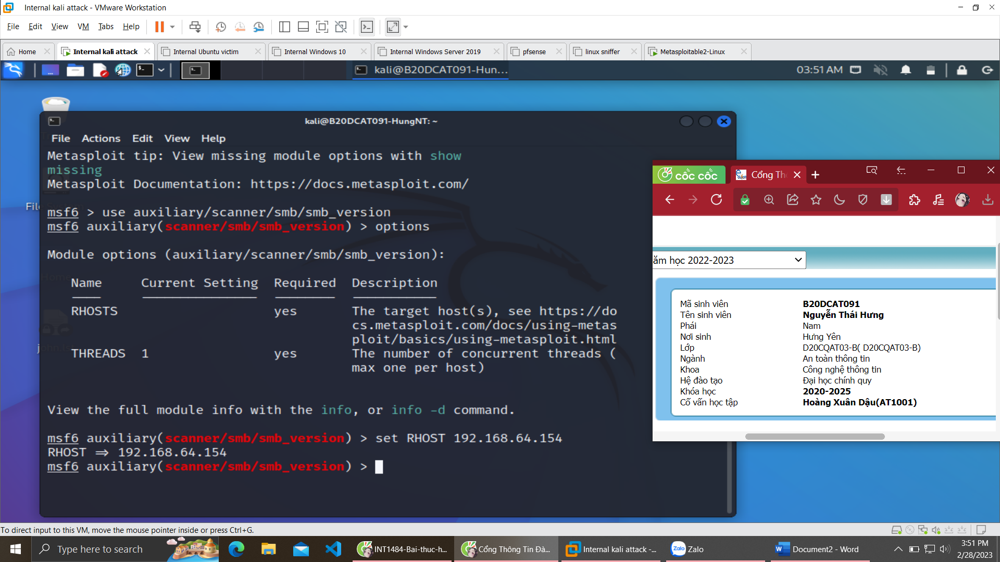 Internal kali attack - VMware Workstation
File Edit View VM Tabs Help
Home
Internal kali attack
Internal Ubuntu victim
Internal Windows 10
Internal Windows Server 2019
pfsense
linux sniffer
Metasploitable2-Linux
kali@B20DCAT091-Hun...
03:51 AM
kali@B20DCAT091-HungNT: ~
File Actions Edit View Help
Metasploit tip: View missing module options with show
missing
Metasploit Documentation: https://docs.metasploit.com/
msf6 > use auxiliary/scanner/smb/smb_version
msf6 auxiliary(scanner/smb/smb_version) > options
Module options (auxiliary/scanner/smb/smb_version):
Name Current Setting Required Description
RHOSTS yes The target host(s), see https://do
cs.metasploit.com/docs/using-metas
ploit/basics/using-metasploit.html
THREADS 1 yes The number of concurrent threads (
max one per host)
View the full module info with the info, or info -d command.
msf6 auxiliary(scanner/smb/smb_version) > set RHOST 192.168.64.154
RHOST => 192.168.64.154
msf6 auxiliary(scanner/smb/smb_version) >
Home
cốc cốc
Cổng Th
ăm học 2022-2023
Mã sinh viên B20DCAT091
Tên sinh viên Nguyễn Thái Hưng
Phái Nam
Nơi sinh Hưng Yên
Lớp D20CQAT03-B( D20CQAT03-B)
Ngành An toàn thông tin
Khoa Công nghệ thông tin
Hệ đào tạo Đại học chính quy
Khóa học 2020-2025
Cố vấn học tập Hoàng Xuân Dậu(AT1001)
To direct input to this VM, move the mouse pointer inside or press Ctrl+G.
Type here to search
INT1484-Bai-thuc-h...
Cổng Thông Tin Đà...
Internal kali attack -...
Zalo
Zalo
Document2 - Word
3:51 PM
2/28/2023